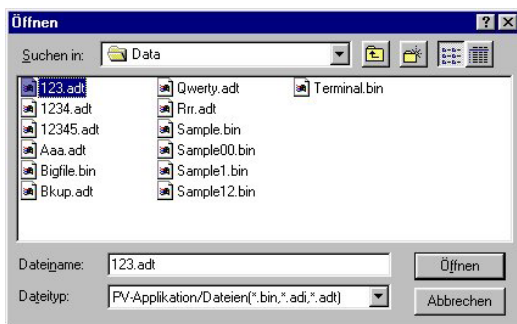 Öffnen
Suchen in: Data
123.adt Qwerty.adt Terminal.bin
1234.adt Rrr.adt
12345.adt Sample.bin
Aaa.adt Sample00.bin
Bigfile.bin Sample1.bin
Bkup.adt Sample12.bin
Dateiname: 123.adt Öffnen
Dateityp: PV-Applikation/Dateien(*.bin,*.adi,*.adt) Abbrechen